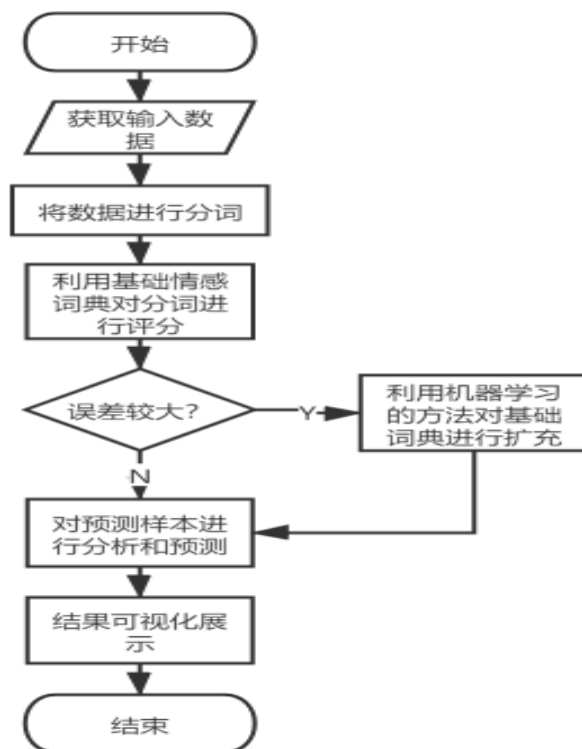 开始
获取输入数
据
将数据进行分词
利用基础情感
词典对分词进
行评分
误差较大?
Y
利用机器学习
的方法对基础
词典进行扩充
N
对预测样本进
行分析和预测
结果可视化展
示
结束